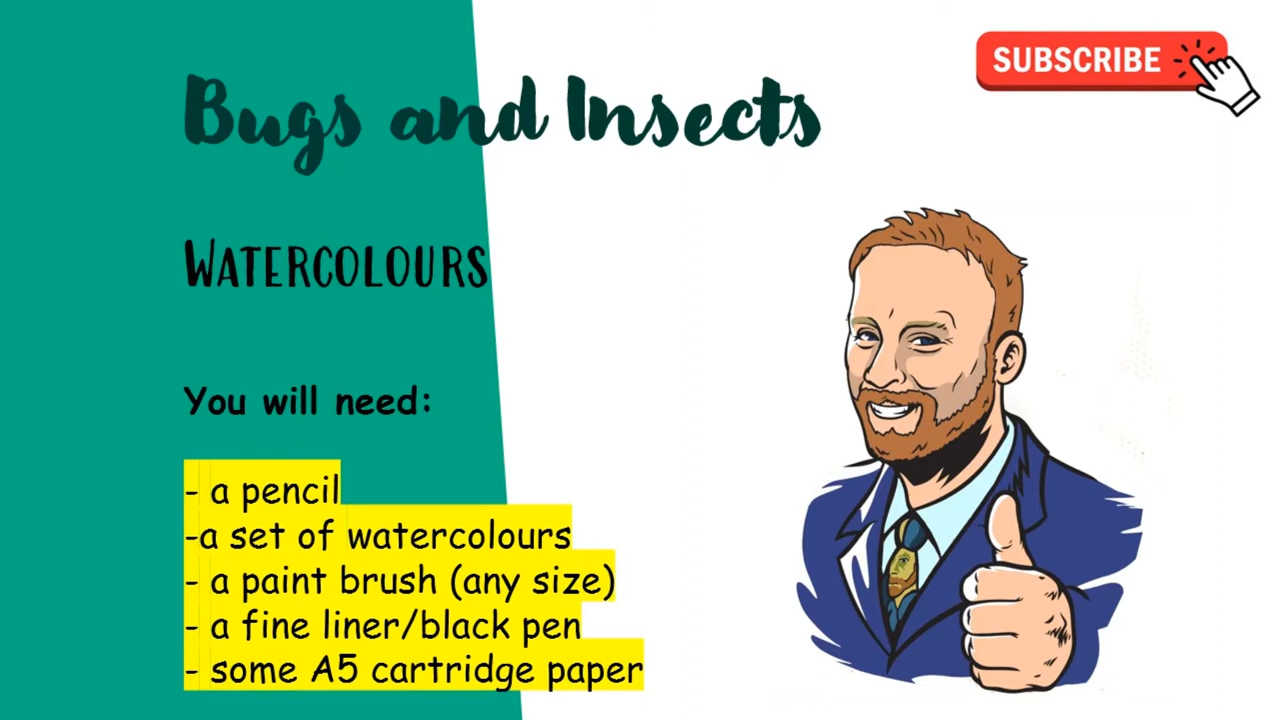 SUBSCRIBE
Bugs and Insects
WATERCOLOURS
You will need:
- a pencil
-a set of watercolours
- a paint brush (any size)
- a fine liner/black pen
- some A5 cartridge paper